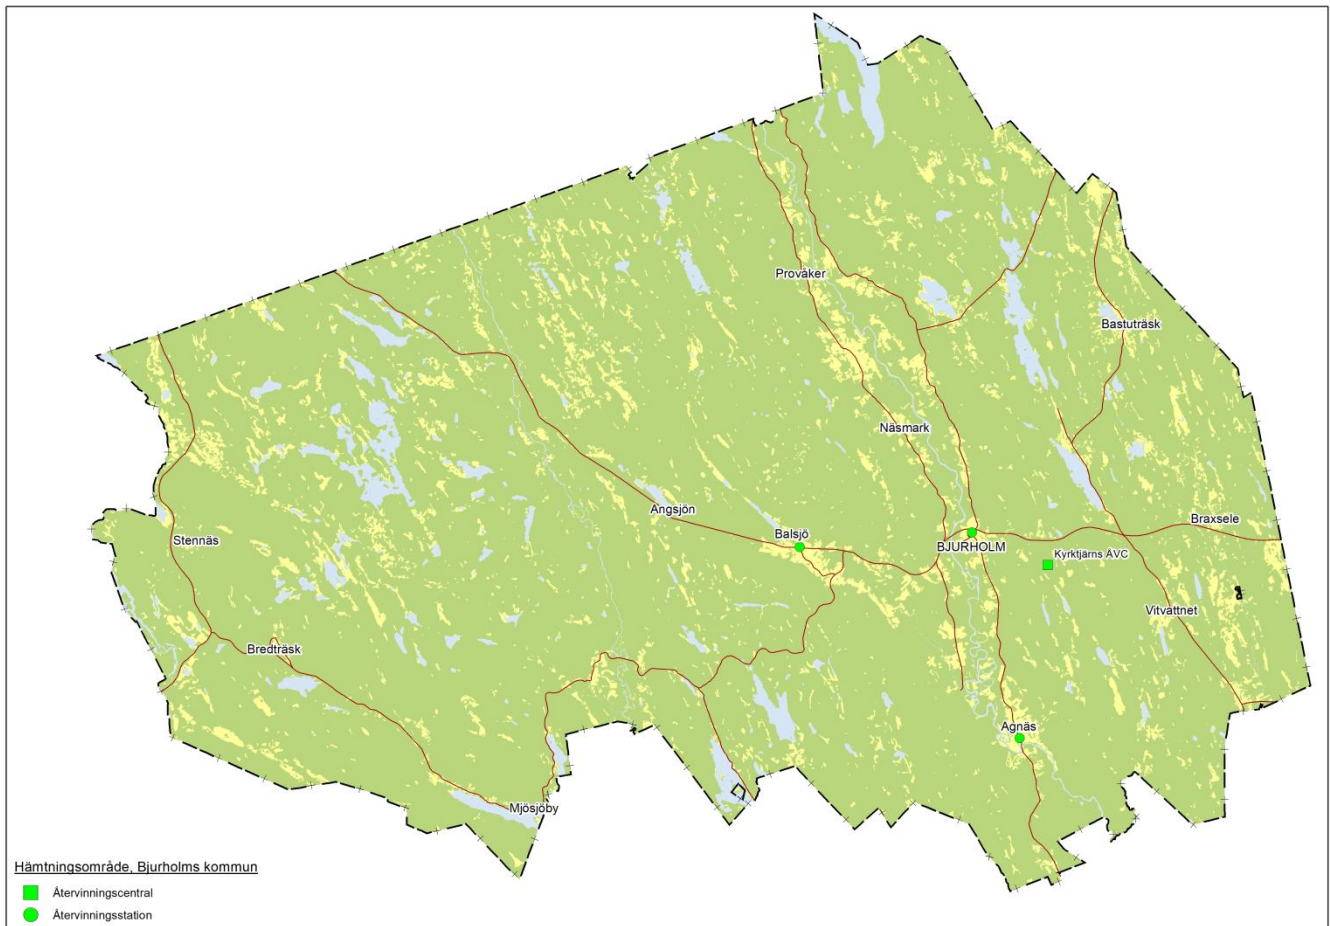 Provåker
Bastuträsk
Näsmark
Angsjön
Braxsele
Balsjö
Stennäs
BJURHOLM
Kyrktjärns ÅVC
Vitvattnet
Bredträsk
Agnäs
Mjösjöby
Hämtningsområde, Bjurholms kommun
Återvinningscentral
Återvinningsstation